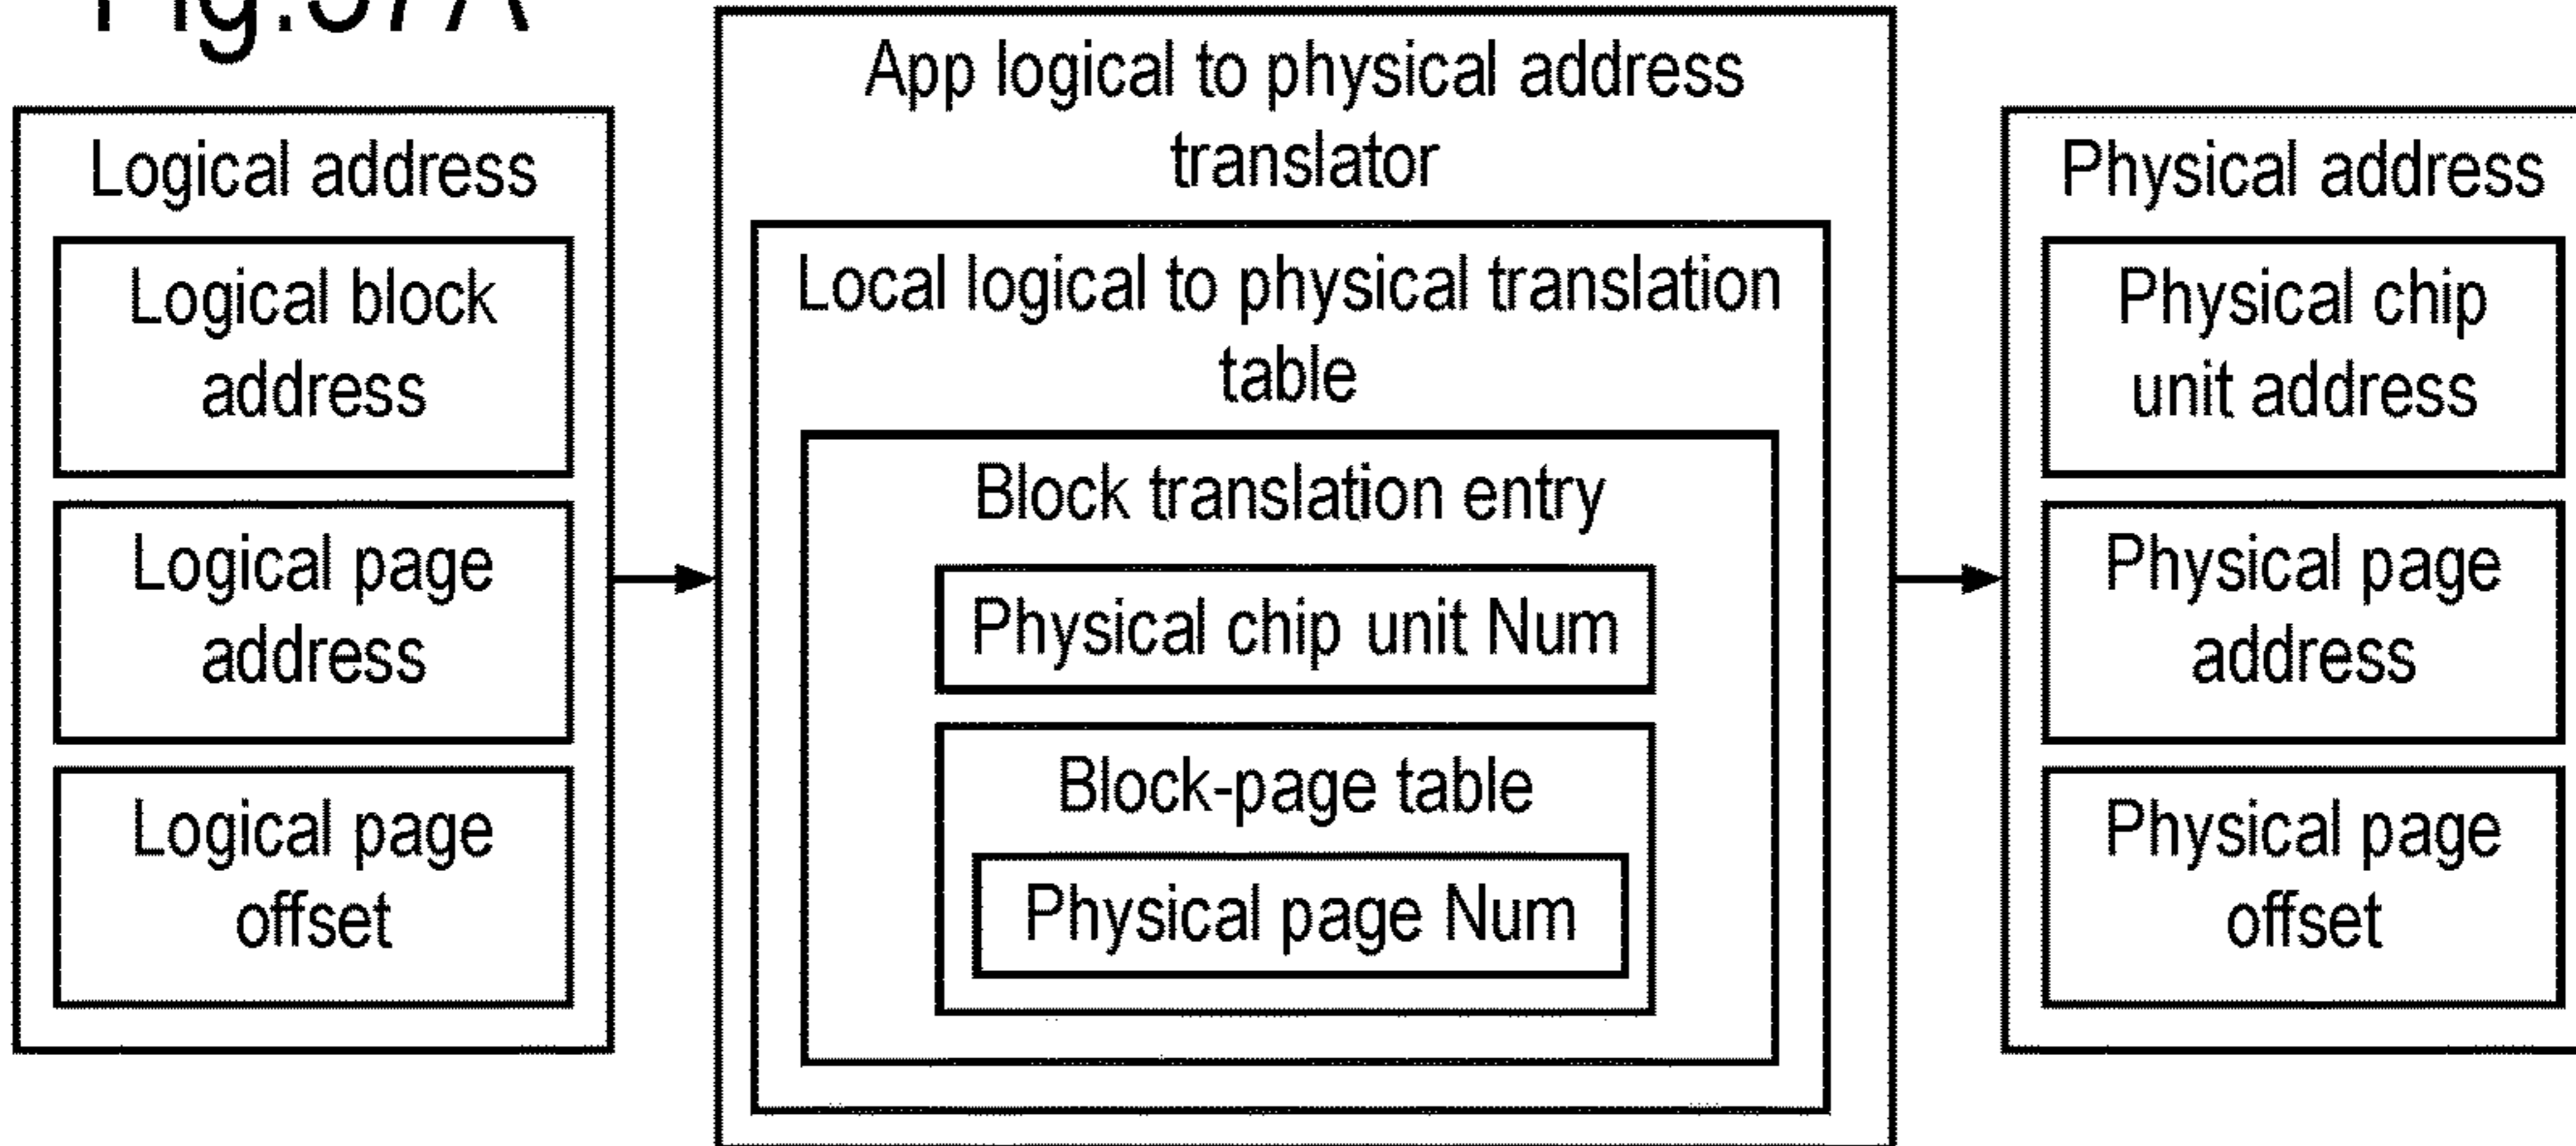 Fig.37A
Logical address
Logical block
address
Logical page
address
Logical page
offset
App logical to physical address
translator
Local logical to physical translation
table
Block translation entry
Physical chip unit Num
Block-page table
Physical page Num
Physical address
Physical chip
unit address
Physical page
address
Physical page
offset